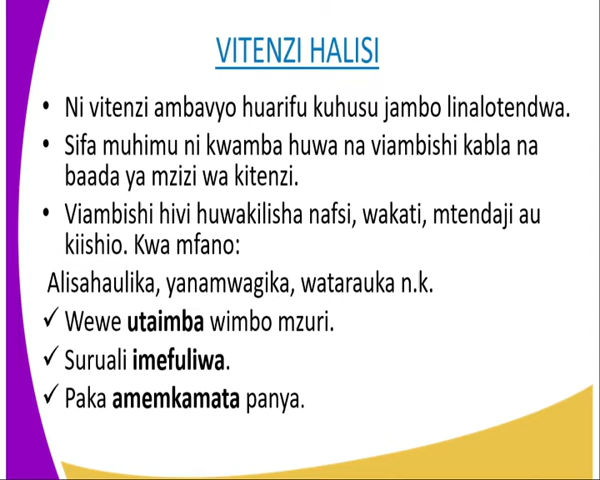 VITENZI HALISI
• Ni vitenzi ambavyo huarifu kuhusu jambo linalotendwa.
• Sifa muhimu ni kwamba huwa na viambishi kabla na
baada ya mzizi wa kitenzi.
• Viambishi hivi huwakilisha nafsi, wakati, mtendaji au
kiishio. Kwa mfano:
Alisahaulika, yanamwagika, watarauka n.k.
✓ Wewe utaimba wimbo mzuri.
✓ Suruali imefuliwa.
✓ Paka amemkamata panya.